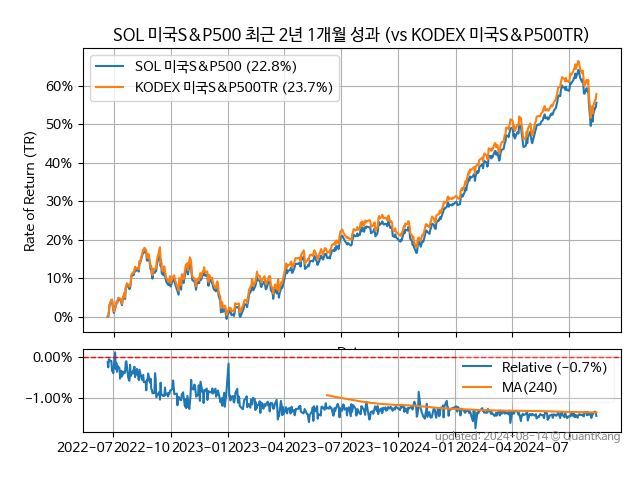 SOL 미국S&P500 최근 2년 1개월 성과 (vs KODEX 미국S&P500TR)
SOL 미국S&P500 (22.8%)
KODEX 미국S&P500TR (23.7%)
Rate of Return (TR)
60%
50%
40%
30%
20%
10%
0%
0.00%
−1.00%
Relative (−0.7%)
MA(240)
2022-07
2022-10
2023-01
2023-04
2023-07
2023-10
2024-01
2024-04
2024-07
updated: 2024-08-14 © QuantKang